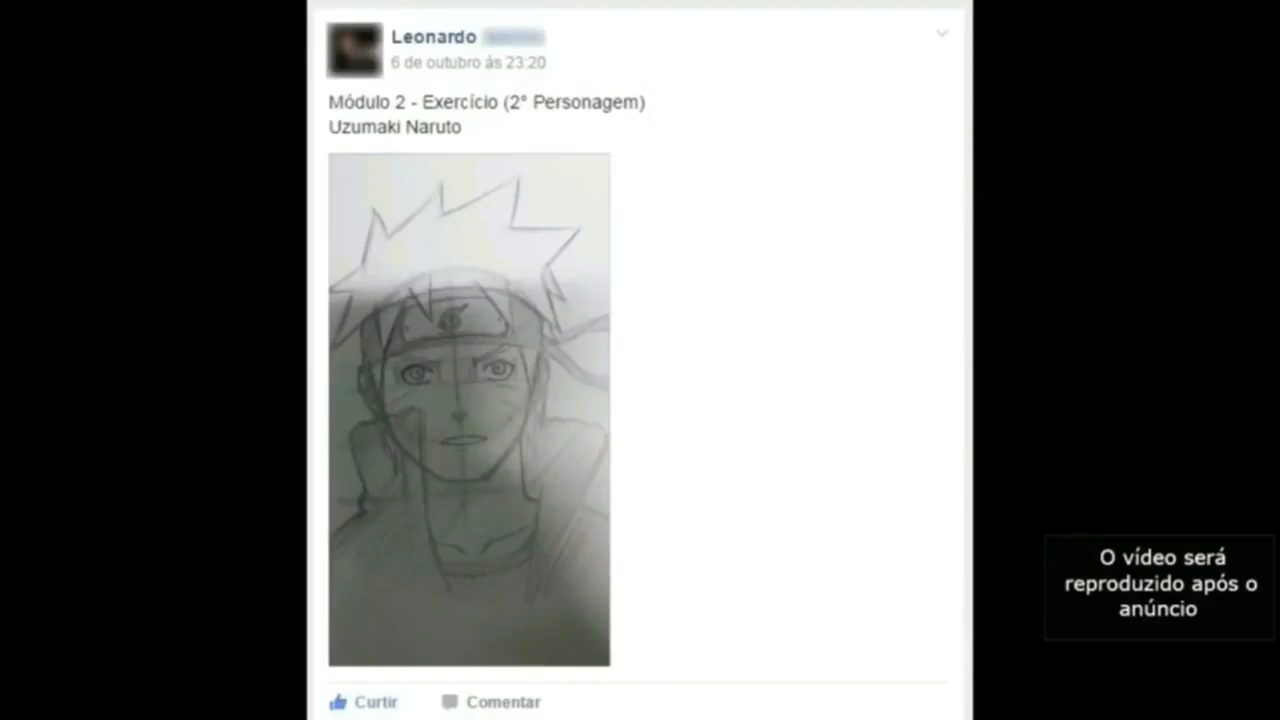 Leonardo
6 de outubro ás 23:20
Módulo 2 - Exercício (2° Personagem)
Uzumaki Naruto
Curtir
Comentar
O vídeo será
reproduzido após o
anúncio